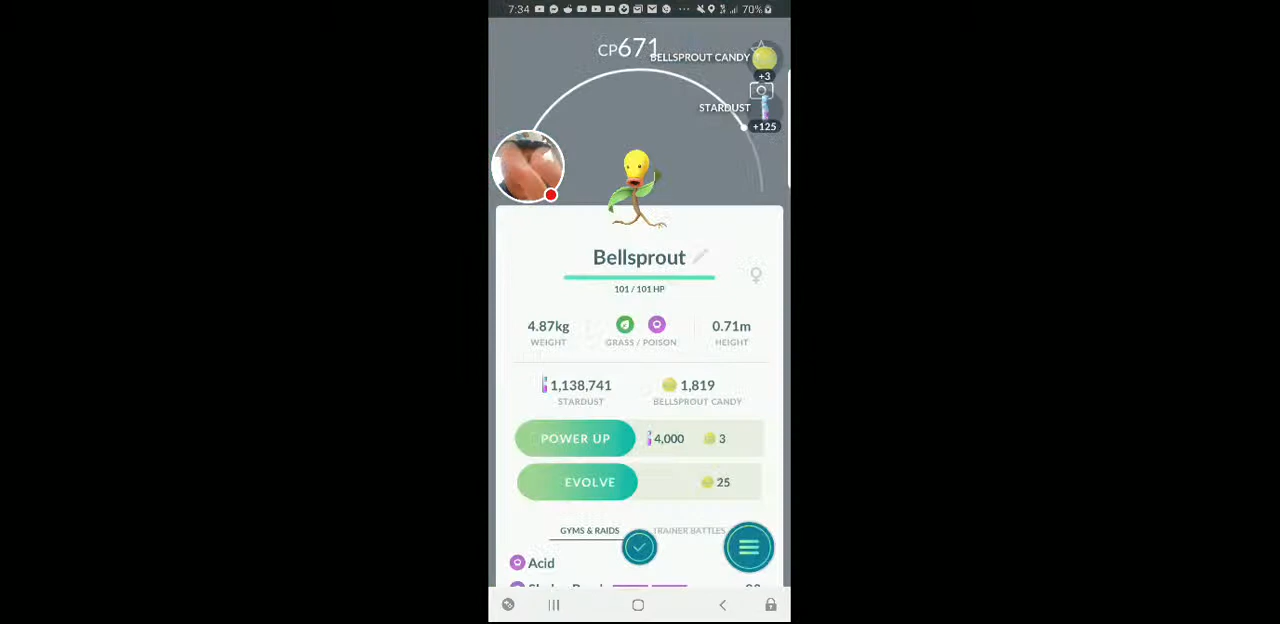 7:34 70%
CP671
BELLSPROUT CANDY
+3
STARDUST
+125
Bellsprout
101 / 101 HP
4.87kg 0.71m
WEIGHT GRASS / POISON HEIGHT
1,138,741 1,819
STARDUST BELLSPROUT CANDY
POWER UP 4,000 3
EVOLVE 25
GYMS & RAIDS TRAINER BATTLES
Acid